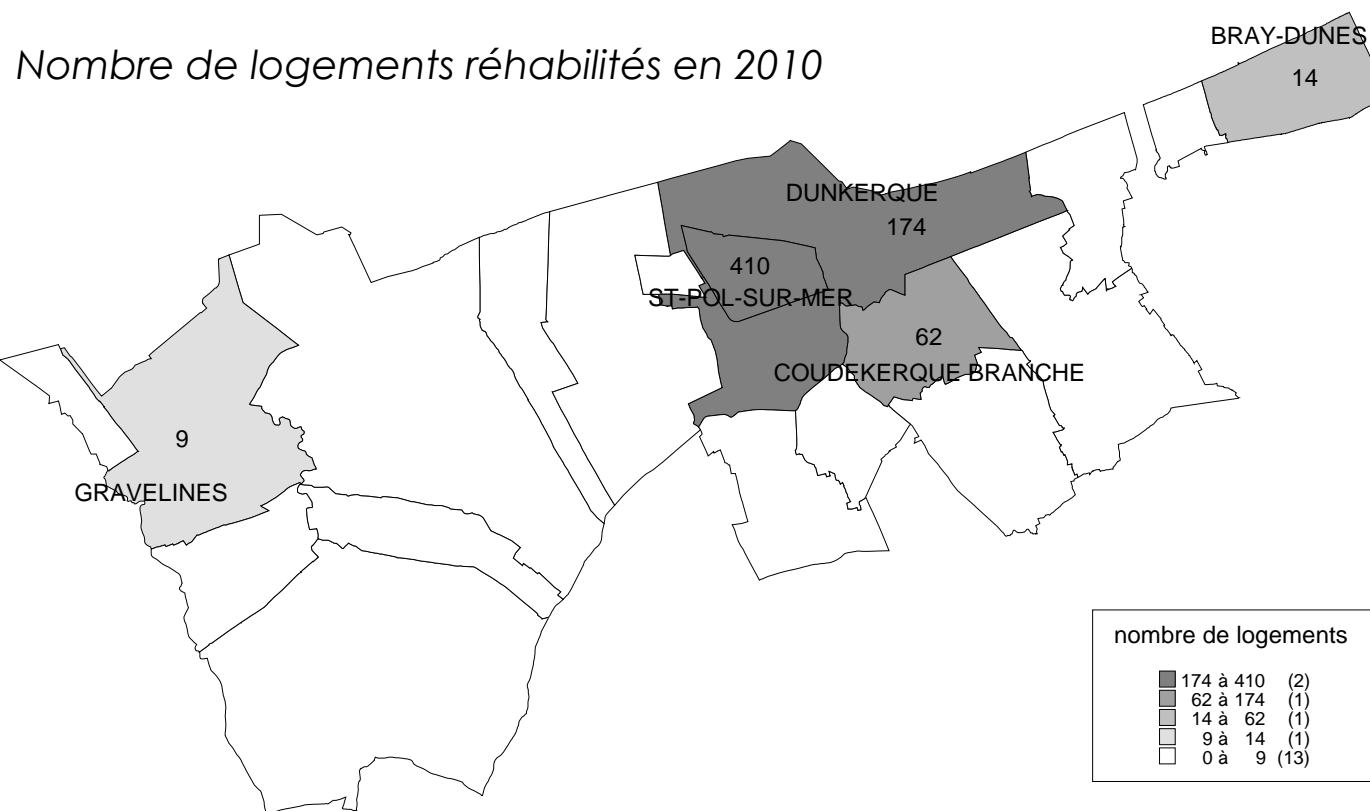 Nombre de logements réhabilités en 2010
BRAY-DUNES
14
DUNKERQUE
174
410
ST-POL-SUR-MER
62
COUDEKERQUE-BRANCHE
9
GRAVELINES
nombre de logements
174 à 410 (2)
62 à 174 (1)
14 à 62 (1)
9 à 14 (1)
0 à 9 (13)